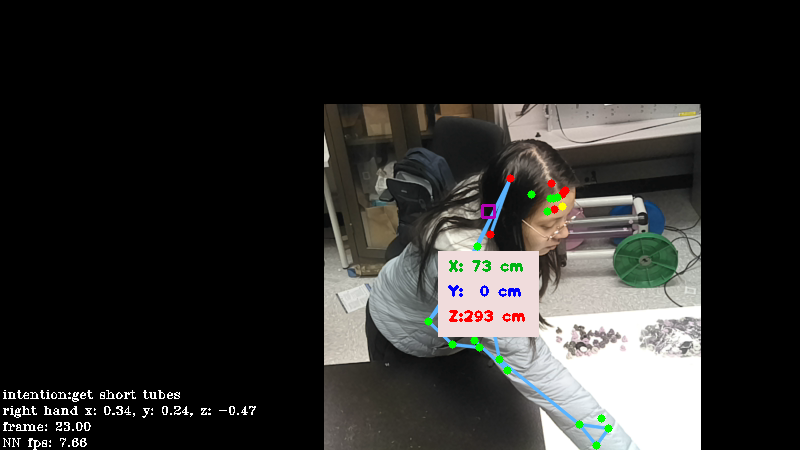 X: 73 cm
Y: 0 cm
Z:293 cm
intention:get short tubes
right hand x: 0.34, y: 0.24, z: −0.47
frame: 23.00
NN fps: 7.66